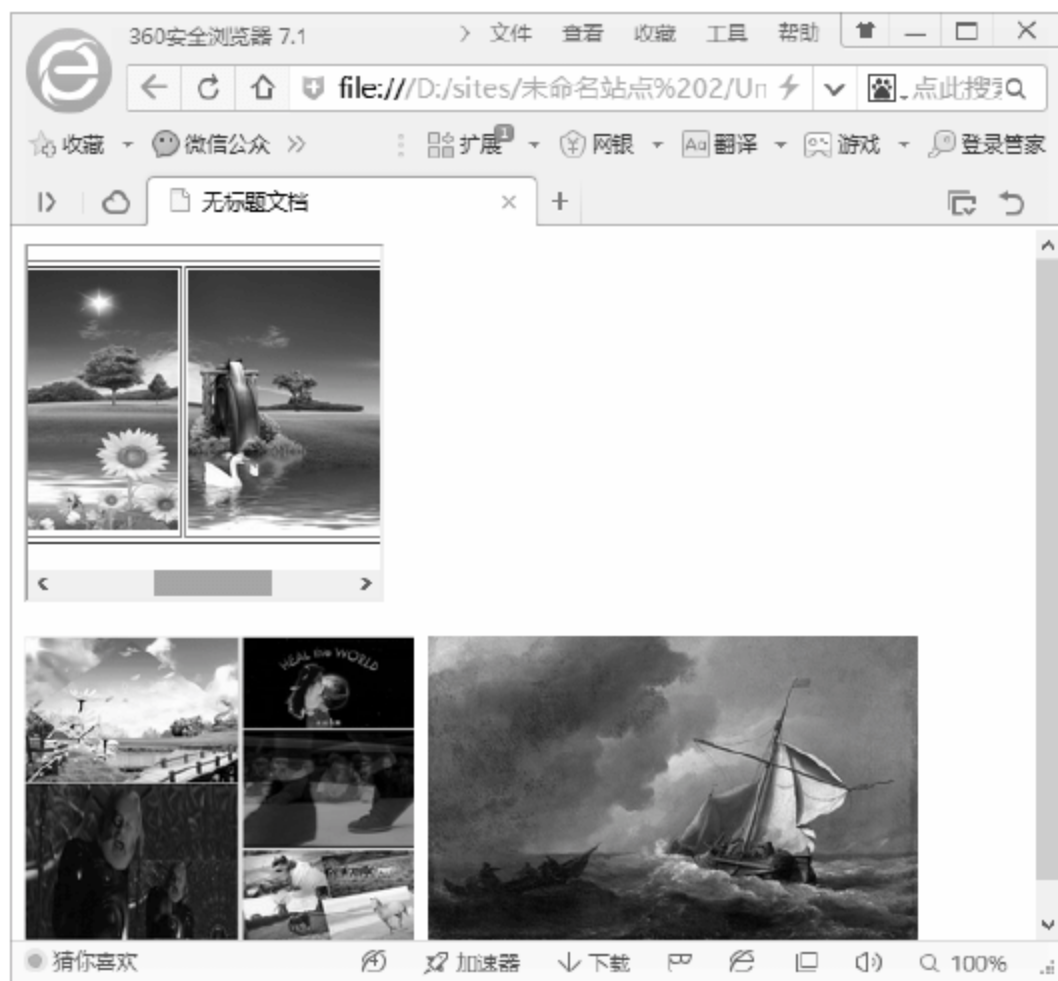 360安全浏览器 7.1 文件 查看 收藏 工具 帮助
file:///D:/sites/未命名站点%202/Un 点此搜索
收藏 微信公众 扩展 1 网银 Aa 翻译 游戏 登录管家
无标题文档
HEAL the WORLD
猜你喜欢 加速器 下载 100%